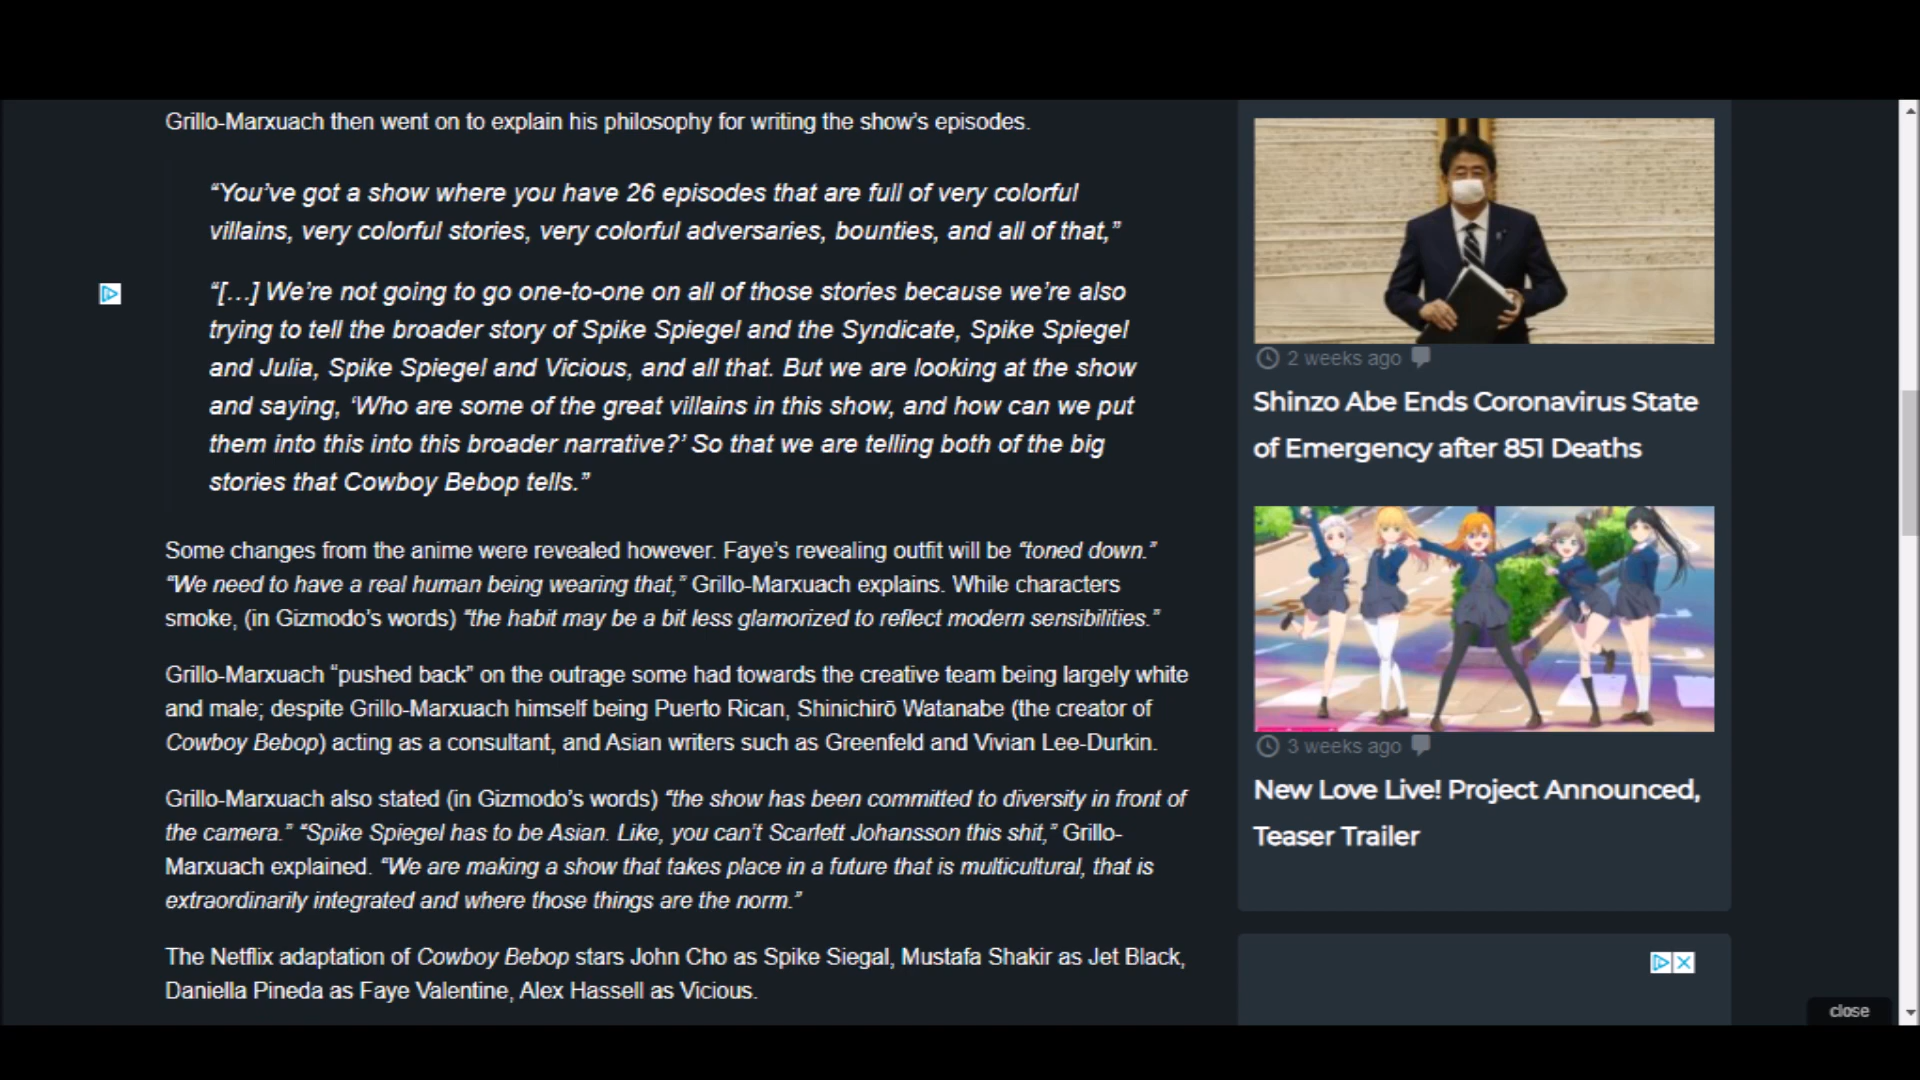 Grillo-Marxuach then went on to explain his philosophy for writing the show's episodes.
“You've got a show where you have 26 episodes that are full of very colorful
villains, very colorful stories, very colorful adversaries, bounties, and all of that,”
“[…] We're not going to go one-to-one on all of those stories because we're also
trying to tell the broader story of Spike Spiegel and the Syndicate, Spike Spiegel
and Julia, Spike Spiegel and Vicious, and all that. But we are looking at the show
and saying, ‘Who are some of the great villains in this show, and how can we put
them into this into this broader narrative?’ So that we are telling both of the big
stories that Cowboy Bebop tells.”
Some changes from the anime were revealed however. Faye's revealing outfit will be “toned down.”
“We need to have a real human being wearing that,” Grillo-Marxuach explains. While characters
smoke, (in Gizmodo's words) “the habit may be a bit less glamorized to reflect modern sensibilities.”
Grillo-Marxuach “pushed back” on the outrage some had towards the creative team being largely white
and male; despite Grillo-Marxuach himself being Puerto Rican, Shinichirō Watanabe (the creator of
Cowboy Bebop) acting as a consultant, and Asian writers such as Greenfeld and Vivian Lee-Durkin.
Grillo-Marxuach also stated (in Gizmodo's words) “the show has been committed to diversity in front of
the camera.” “Spike Spiegel has to be Asian. Like, you can't Scarlett Johansson this shit,” Grillo-
Marxuach explained. “We are making a show that takes place in a future that is multicultural, that is
extraordinarily integrated and where those things are the norm.”
The Netflix adaptation of Cowboy Bebop stars John Cho as Spike Siegal, Mustafa Shakir as Jet Black,
Daniella Pineda as Faye Valentine, Alex Hassell as Vicious.
2 weeks ago
Shinzo Abe Ends Coronavirus State
of Emergency after 851 Deaths
3 weeks ago
New Love Live! Project Announced,
Teaser Trailer
close